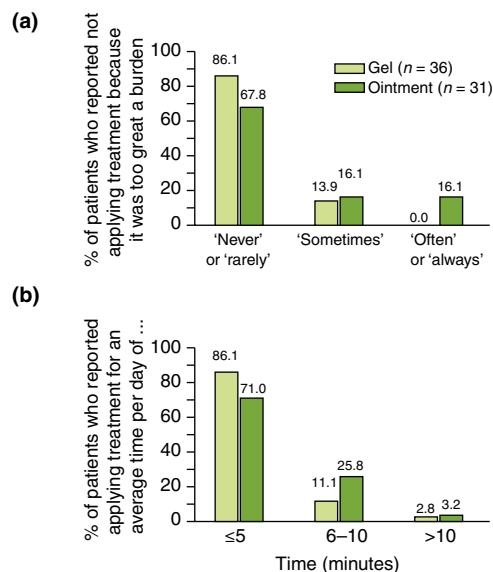 (a)
% of patients who reported not
applying treatment because
it was too great a burden
100
80
60
40
20
0
86.1
67.8
13.9
16.1
0.0
16.1
Gel (n = 36)
Ointment (n = 31)
‘Never’
or ‘rarely’
‘Sometimes’
‘Often’
or ‘always’
(b)
% of patients who reported
applying treatment for an
average time per day of ...
100
80
60
40
20
0
86.1
71.0
11.1
25.8
2.8
3.2
≤5
6–10
>10
Time (minutes)